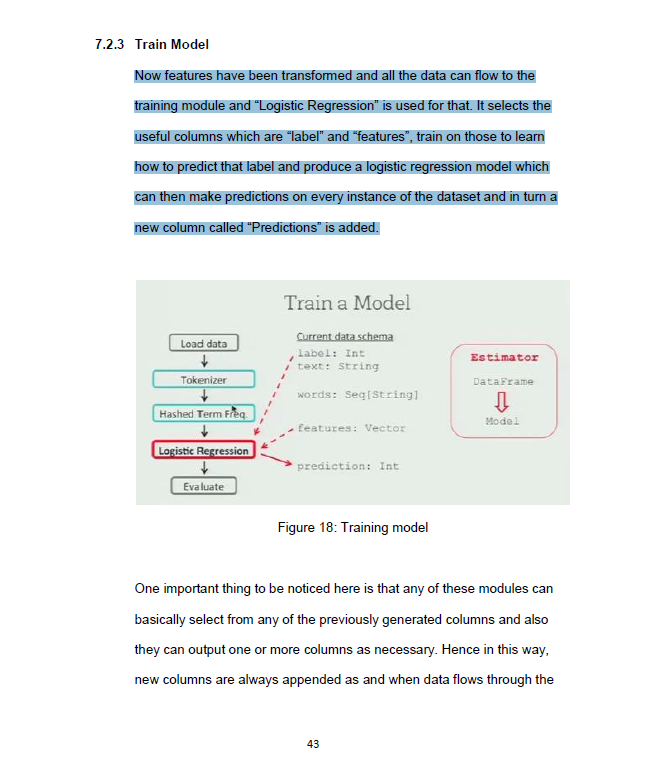 7.2.3 Train Model
Now features have been transformed and all the data can flow to the
training module and “Logistic Regression” is used for that. It selects the
useful columns which are “label” and “features”, train on those to learn
how to predict that label and produce a logistic regression model which
can then make predictions on every instance of the dataset and in turn a
new column called “Predictions” is added.
Train a Model
Load data
Tokenizer
Hashed Term Freq.
Logistic Regression
Evaluate
Current data schema
label: Int
text: String
words: Seq[String]
features: Vector
prediction: Int
Estimator
DataFrame
Model
Figure 18: Training model
One important thing to be noticed here is that any of these modules can
basically select from any of the previously generated columns and also
they can output one or more columns as necessary. Hence in this way,
new columns are always appended as and when data flows through the
43